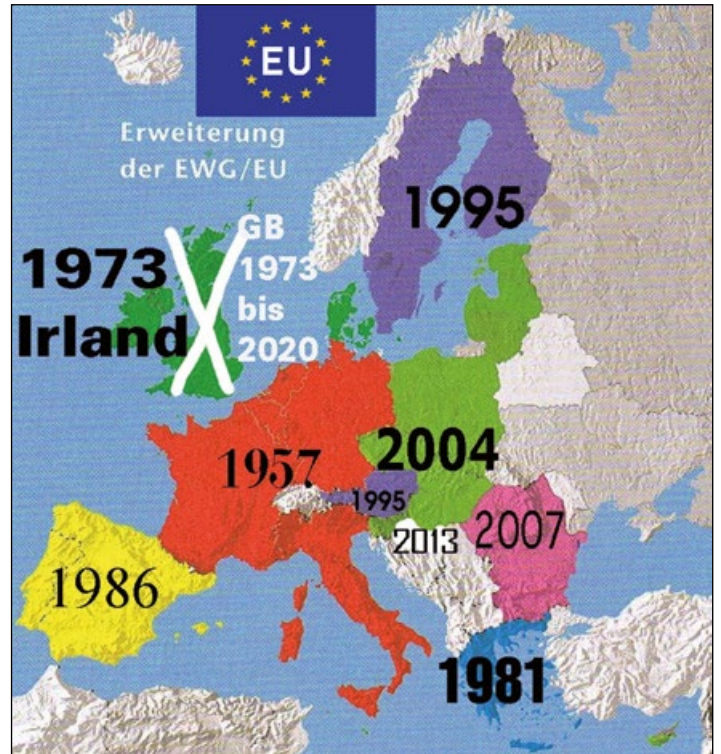 EU
Erweiterung
der EWG/EU
1995
1973
Irland
GB
1973
bis
2020
1957
2004
1995
2013
2007
1986
1981